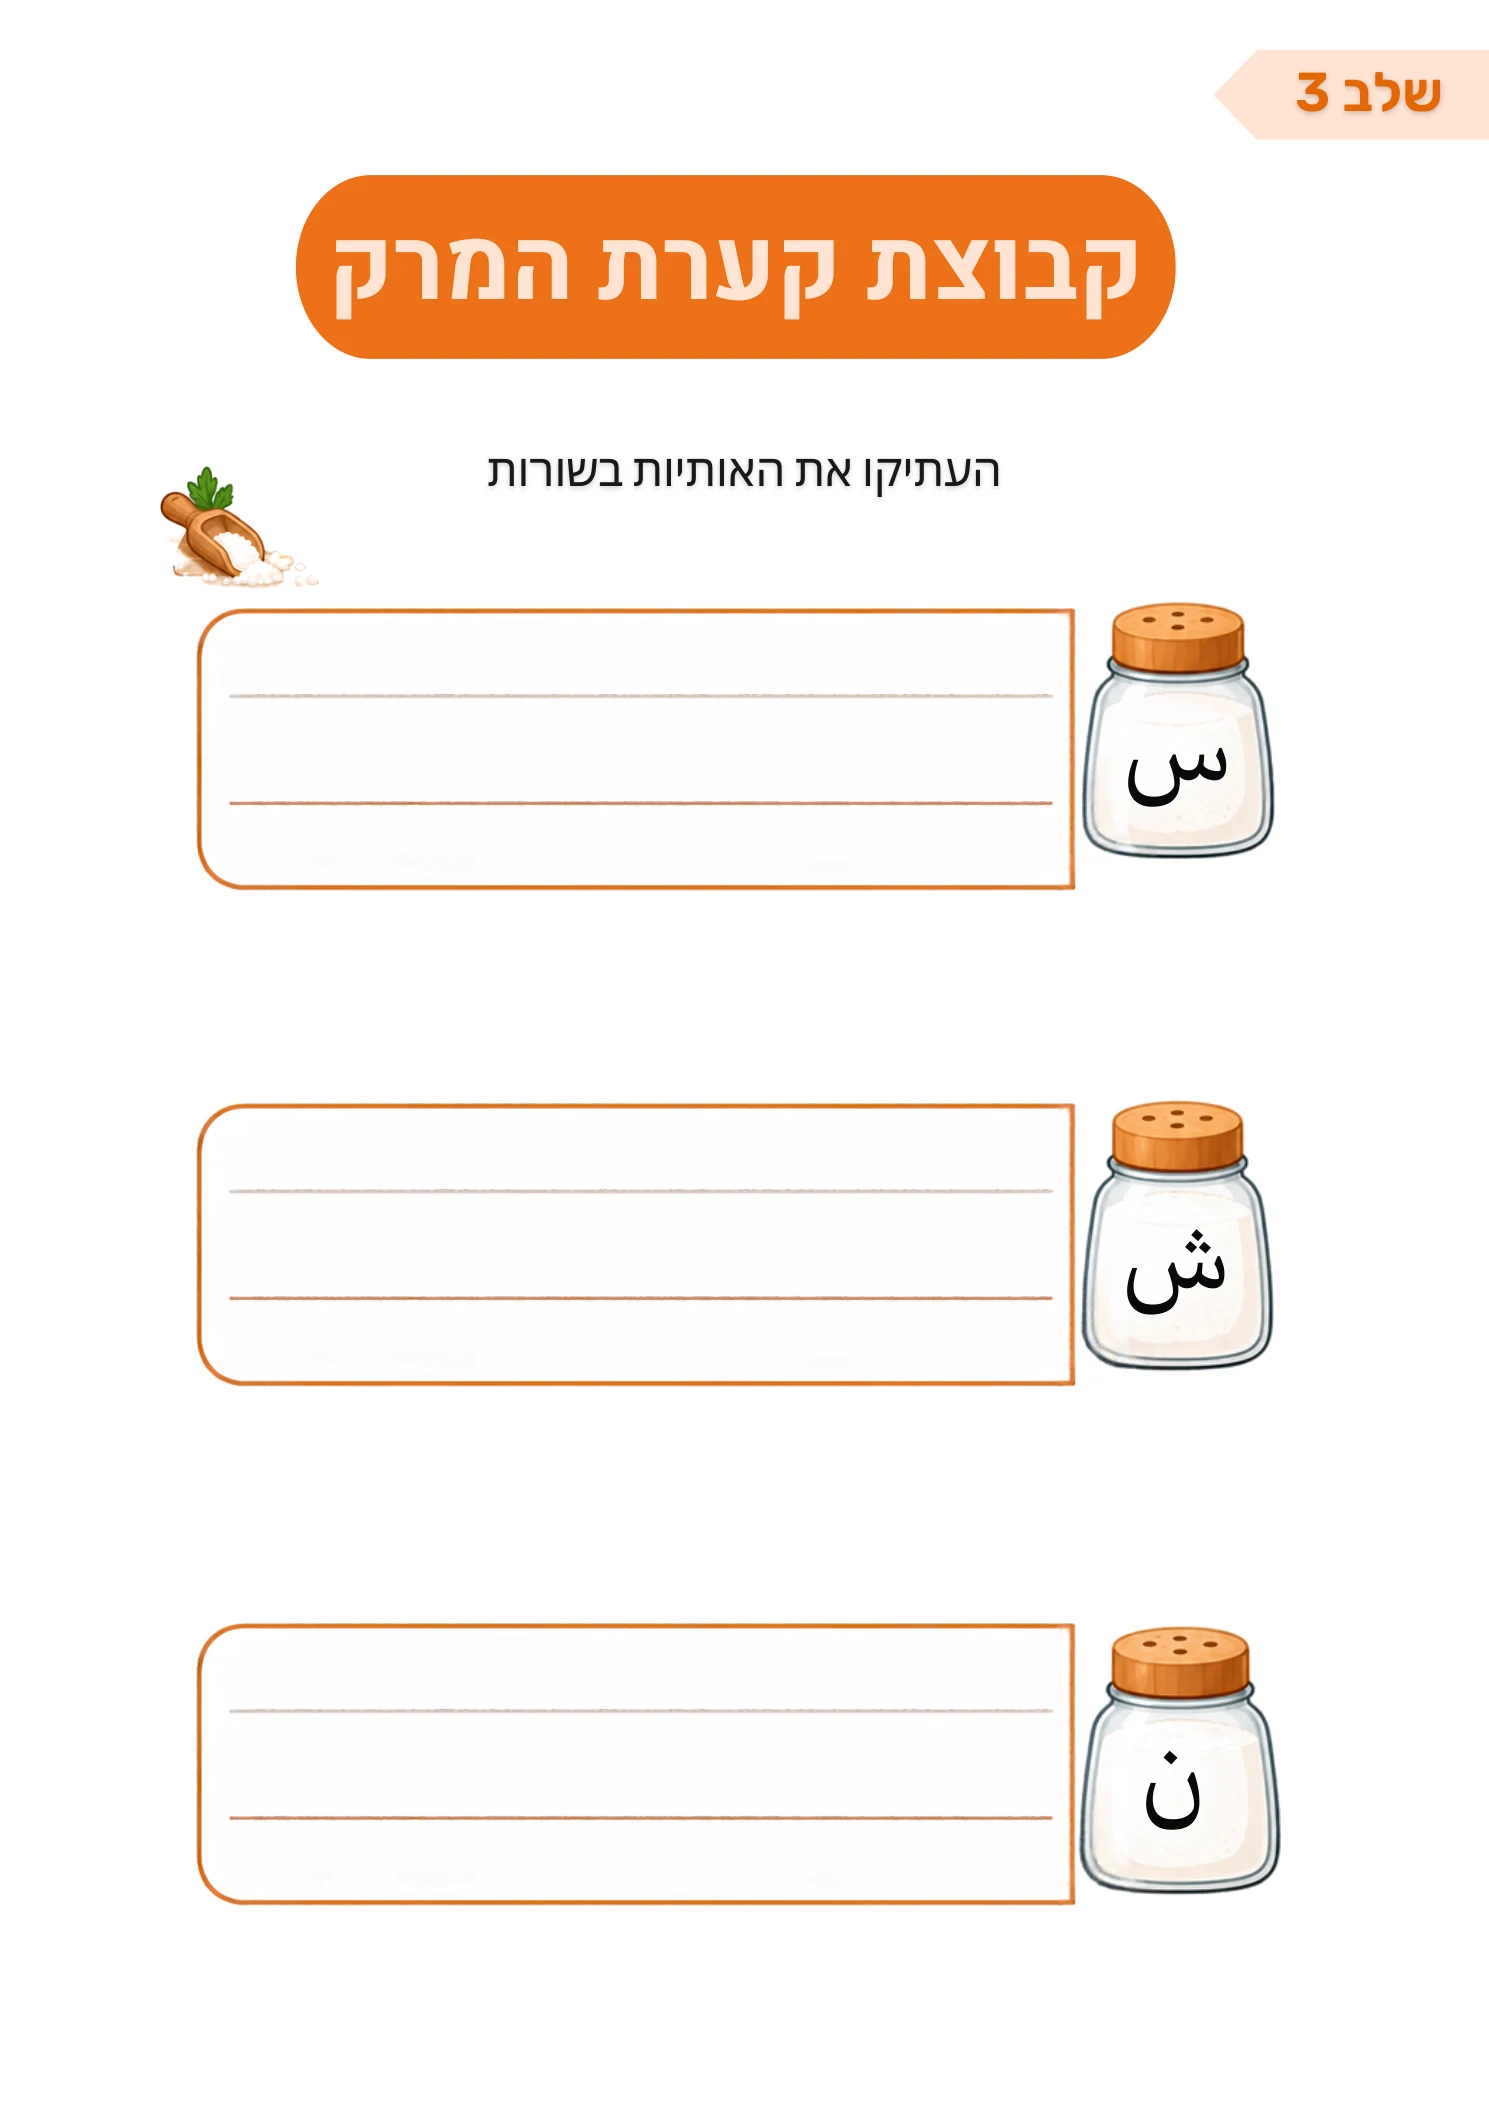 שלב 3
קבוצת קערת המרק
העתיקו את האותיות בשורות
س
ش
ن